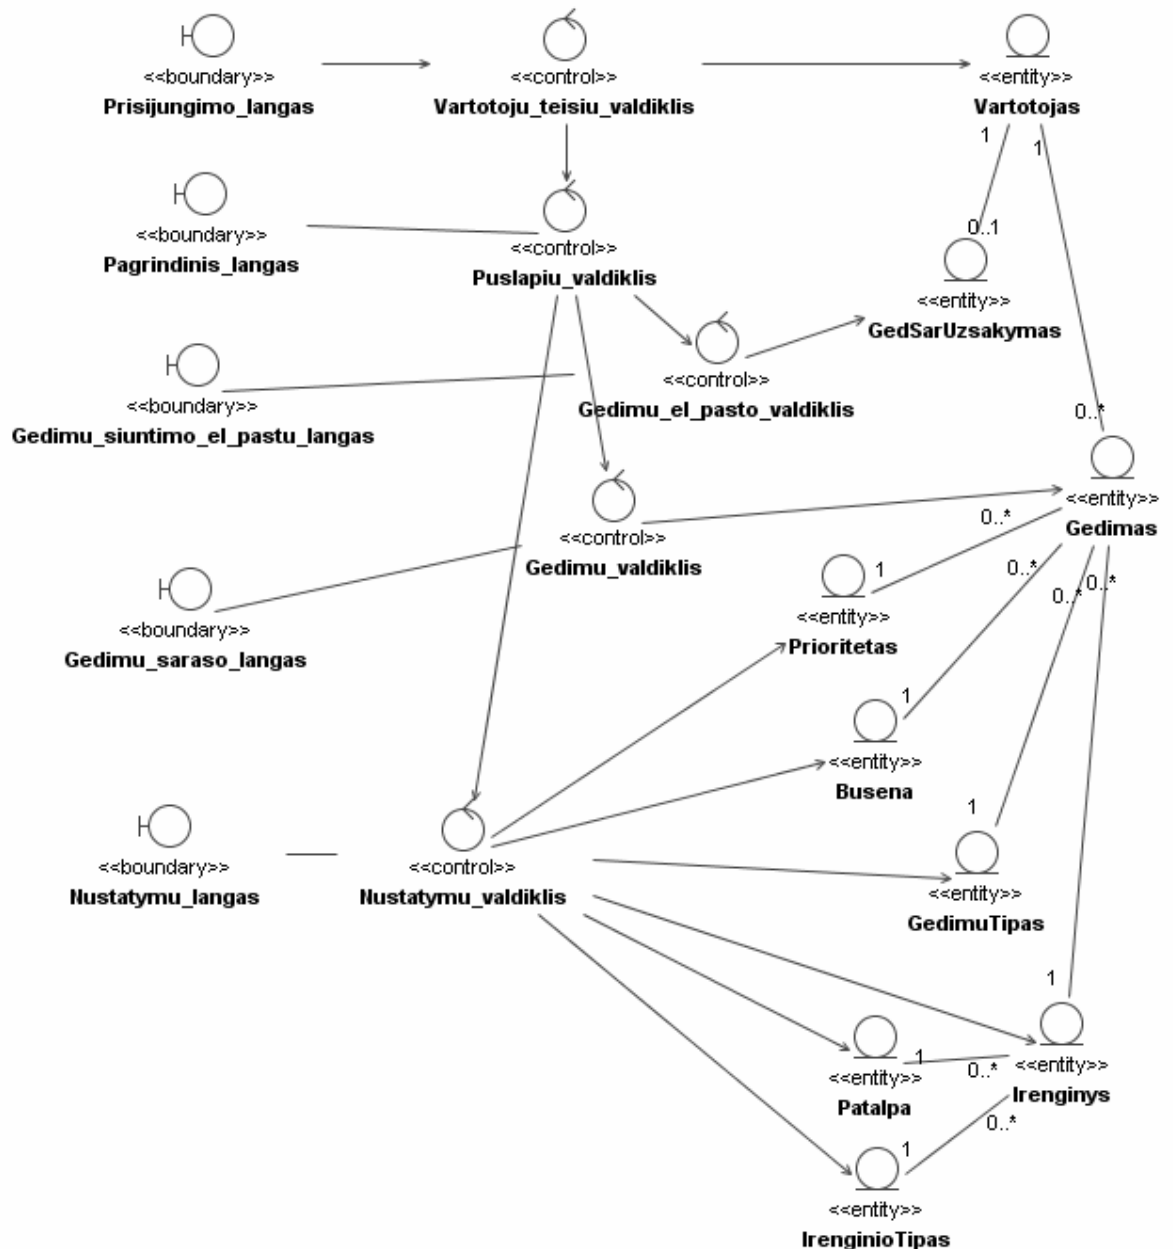 <<boundary>>
Prisijungimo_langas
<<control>>
Vartotoju_teisiu_valdiklis
<<entity>>
Vartotojas
1
1
<<boundary>>
Pagrindinis_langas
<<control>>
Puslapiu_valdiklis
0..1
<<entity>>
GedSarUzsakymas
<<boundary>>
Gedimu_siuntimo_el_pastu_langas
<<control>>
Gedimu_el_pasto_valdiklis
0..*
<<entity>>
Gedimas
<<control>>
Gedimu_valdiklis
0..*
0..*
0..*
0..*
1
<<entity>>
Prioritetas
<<boundary>>
Gedimu_saraso_langas
1
<<entity>>
Busena
1
<<entity>>
GedimuTipas
<<boundary>>
Nustatymu_langas
<<control>>
Nustatymu_valdiklis
1
<<entity>>
Irenginys
1
0..*
<<entity>>
Patalpa
0..*
1
<<entity>>
IrenginioTipas